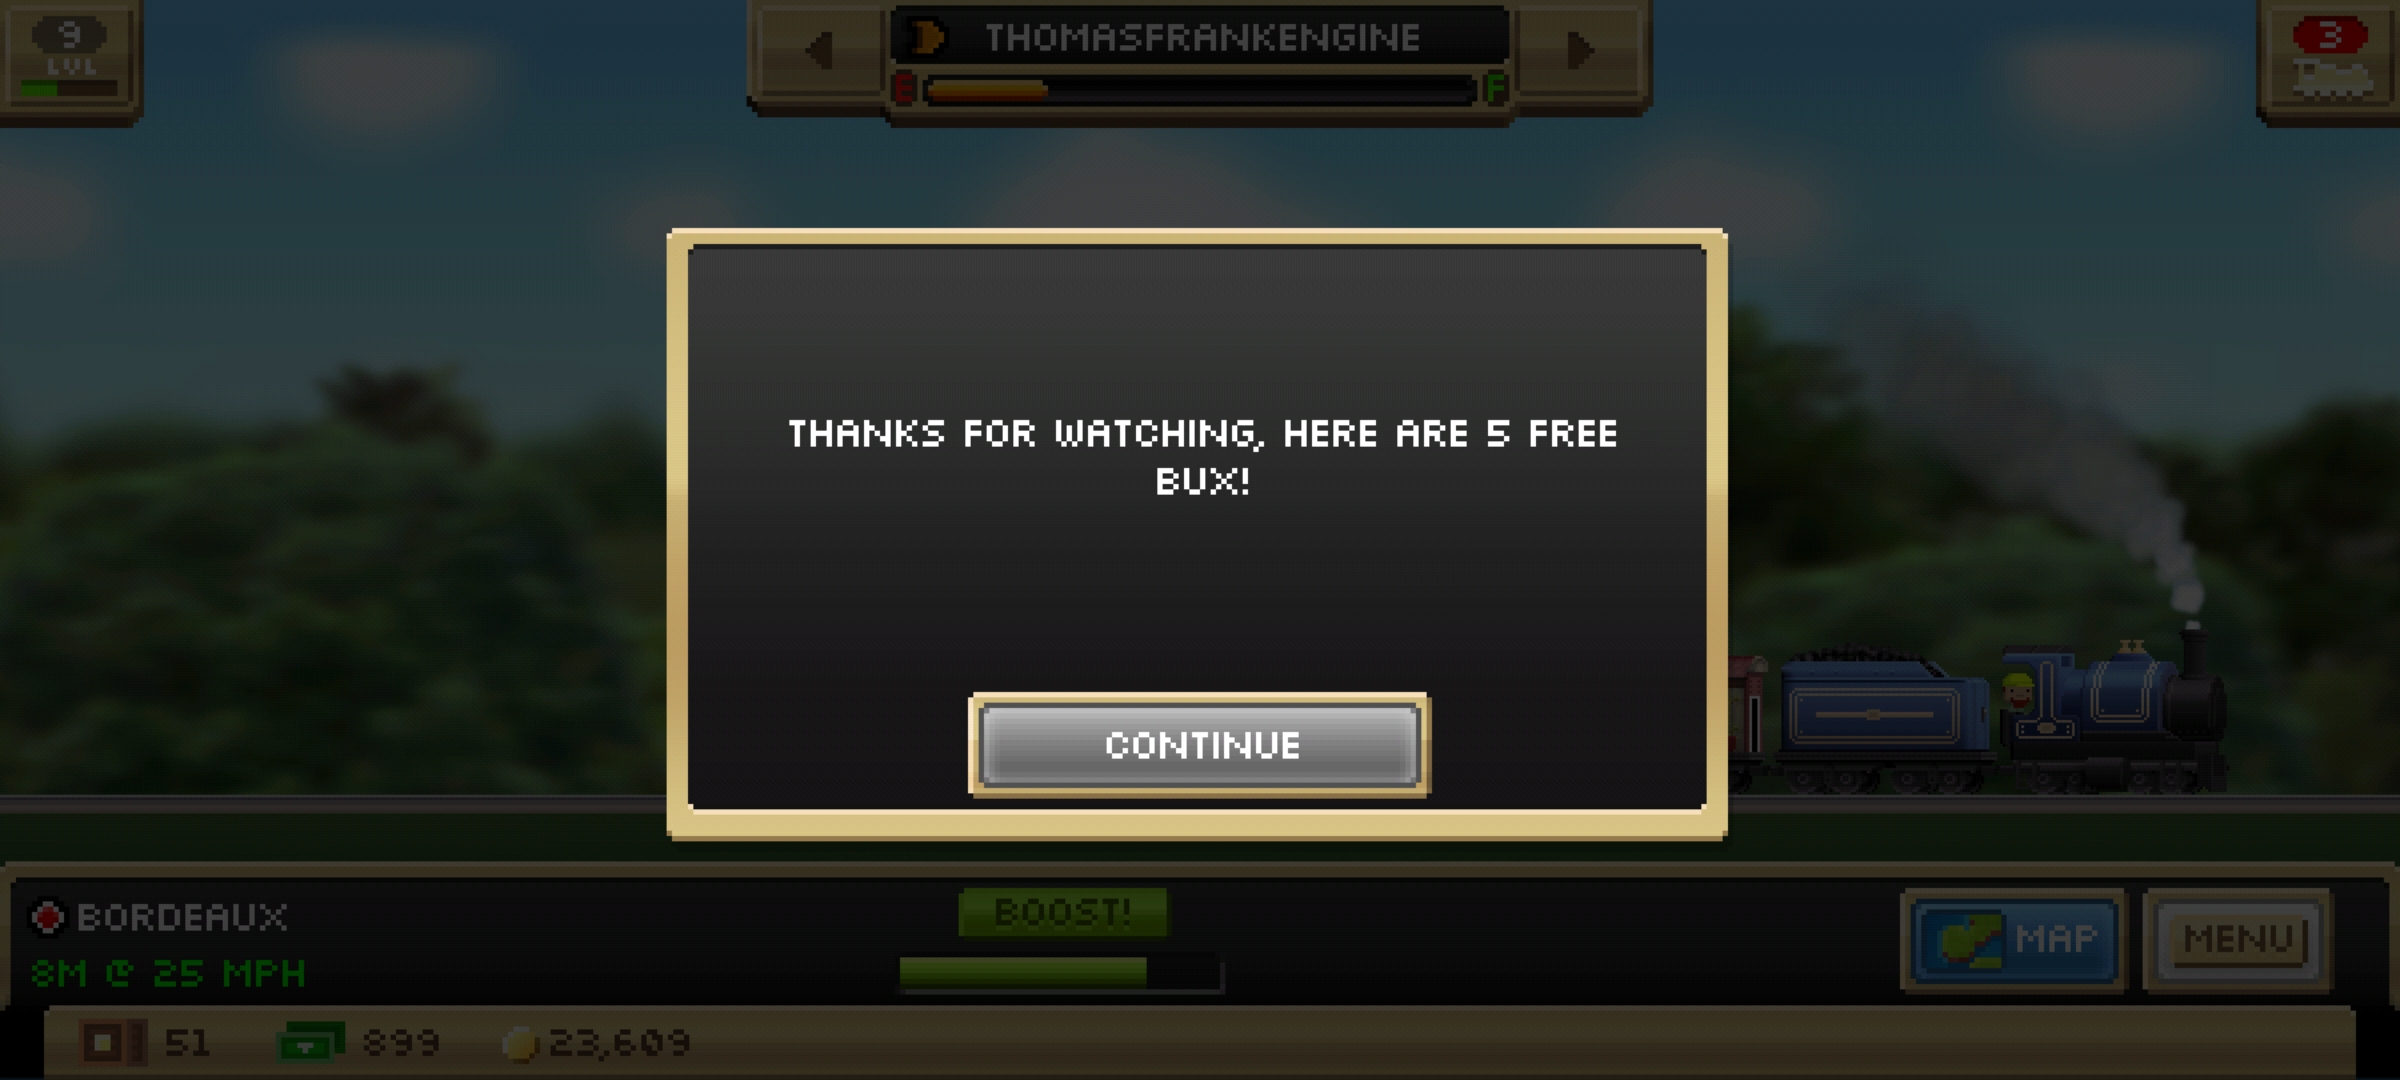 9
LVL
THOMASFRANKENGINE
E F
3
THANKS FOR WATCHING, HERE ARE 5 FREE
BUX!
CONTINUE
BORDEAUX
8M @ 25 MPH
BOOST!
MAP
MENU
51
899
23,609